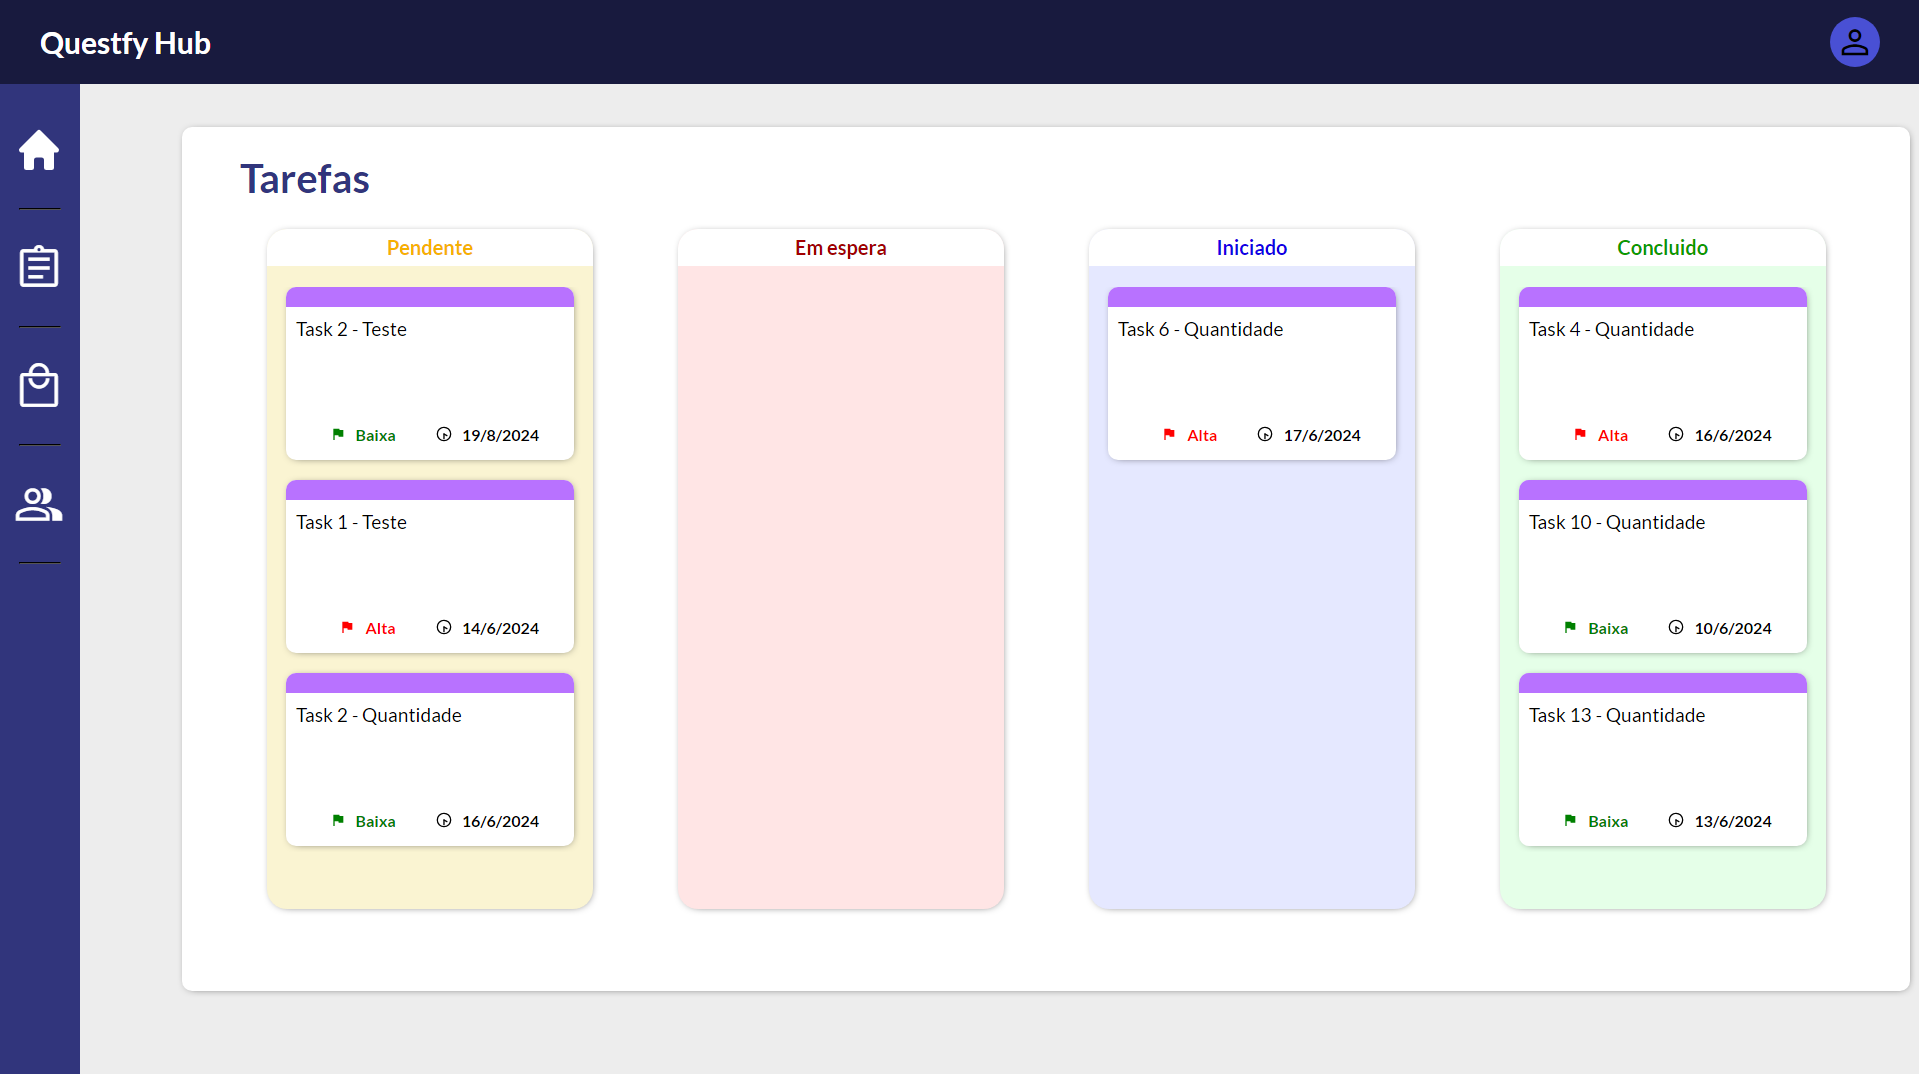 Questfy Hub
Tarefas
Pendente
Task 2 - Teste
Baixa 19/8/2024
Task 1 - Teste
Alta 14/6/2024
Task 2 - Quantidade
Baixa 16/6/2024
Em espera
Iniciado
Task 6 - Quantidade
Alta 17/6/2024
Concluido
Task 4 - Quantidade
Alta 16/6/2024
Task 10 - Quantidade
Baixa 10/6/2024
Task 13 - Quantidade
Baixa 13/6/2024